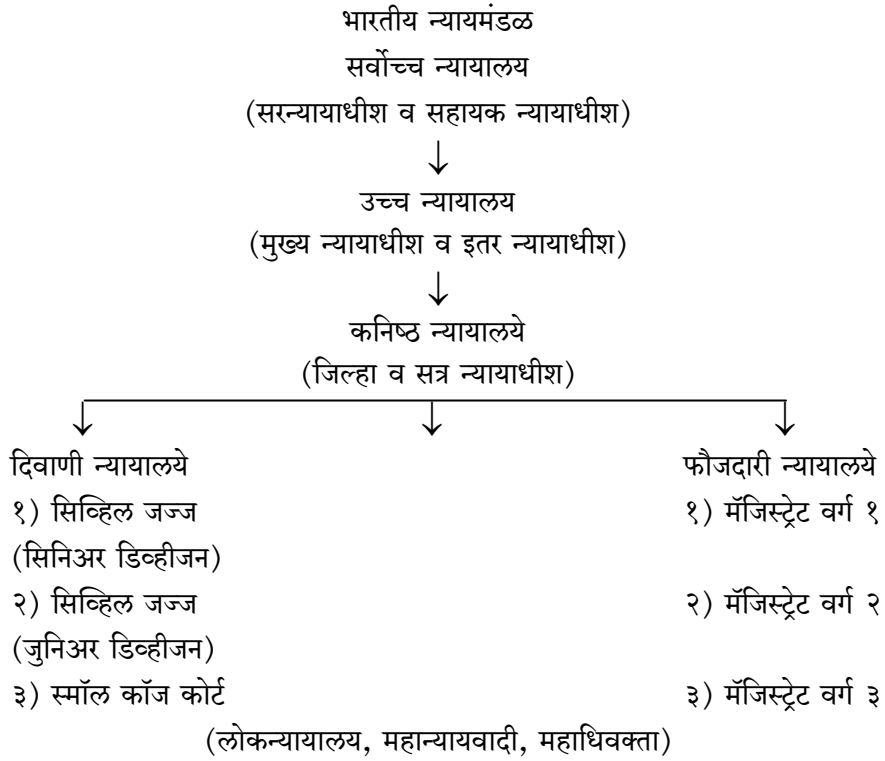 भारतीय न्यायमंडळ
सर्वोच्च न्यायालय
(सरन्यायाधीश व सहायक न्यायाधीश)
↓
उच्च न्यायालय
(मुख्य न्यायाधीश व इतर न्यायाधीश)
↓
कनिष्ठ न्यायालये
(जिल्हा व सत्र न्यायाधीश)
↓ ↓ ↓
दिवाणी न्यायालये फौजदारी न्यायालये
१) सिव्हिल जज्ज १) मॅजिस्ट्रेट वर्ग १
(सिनिअर डिव्हीजन)
२) सिव्हिल जज्ज २) मॅजिस्ट्रेट वर्ग २
(जुनिअर डिव्हीजन)
३) स्मॉल कॉज कोर्ट ३) मॅजिस्ट्रेट वर्ग ३
(लोकन्यायालय, महान्यायवादी, महाधिवक्ता)